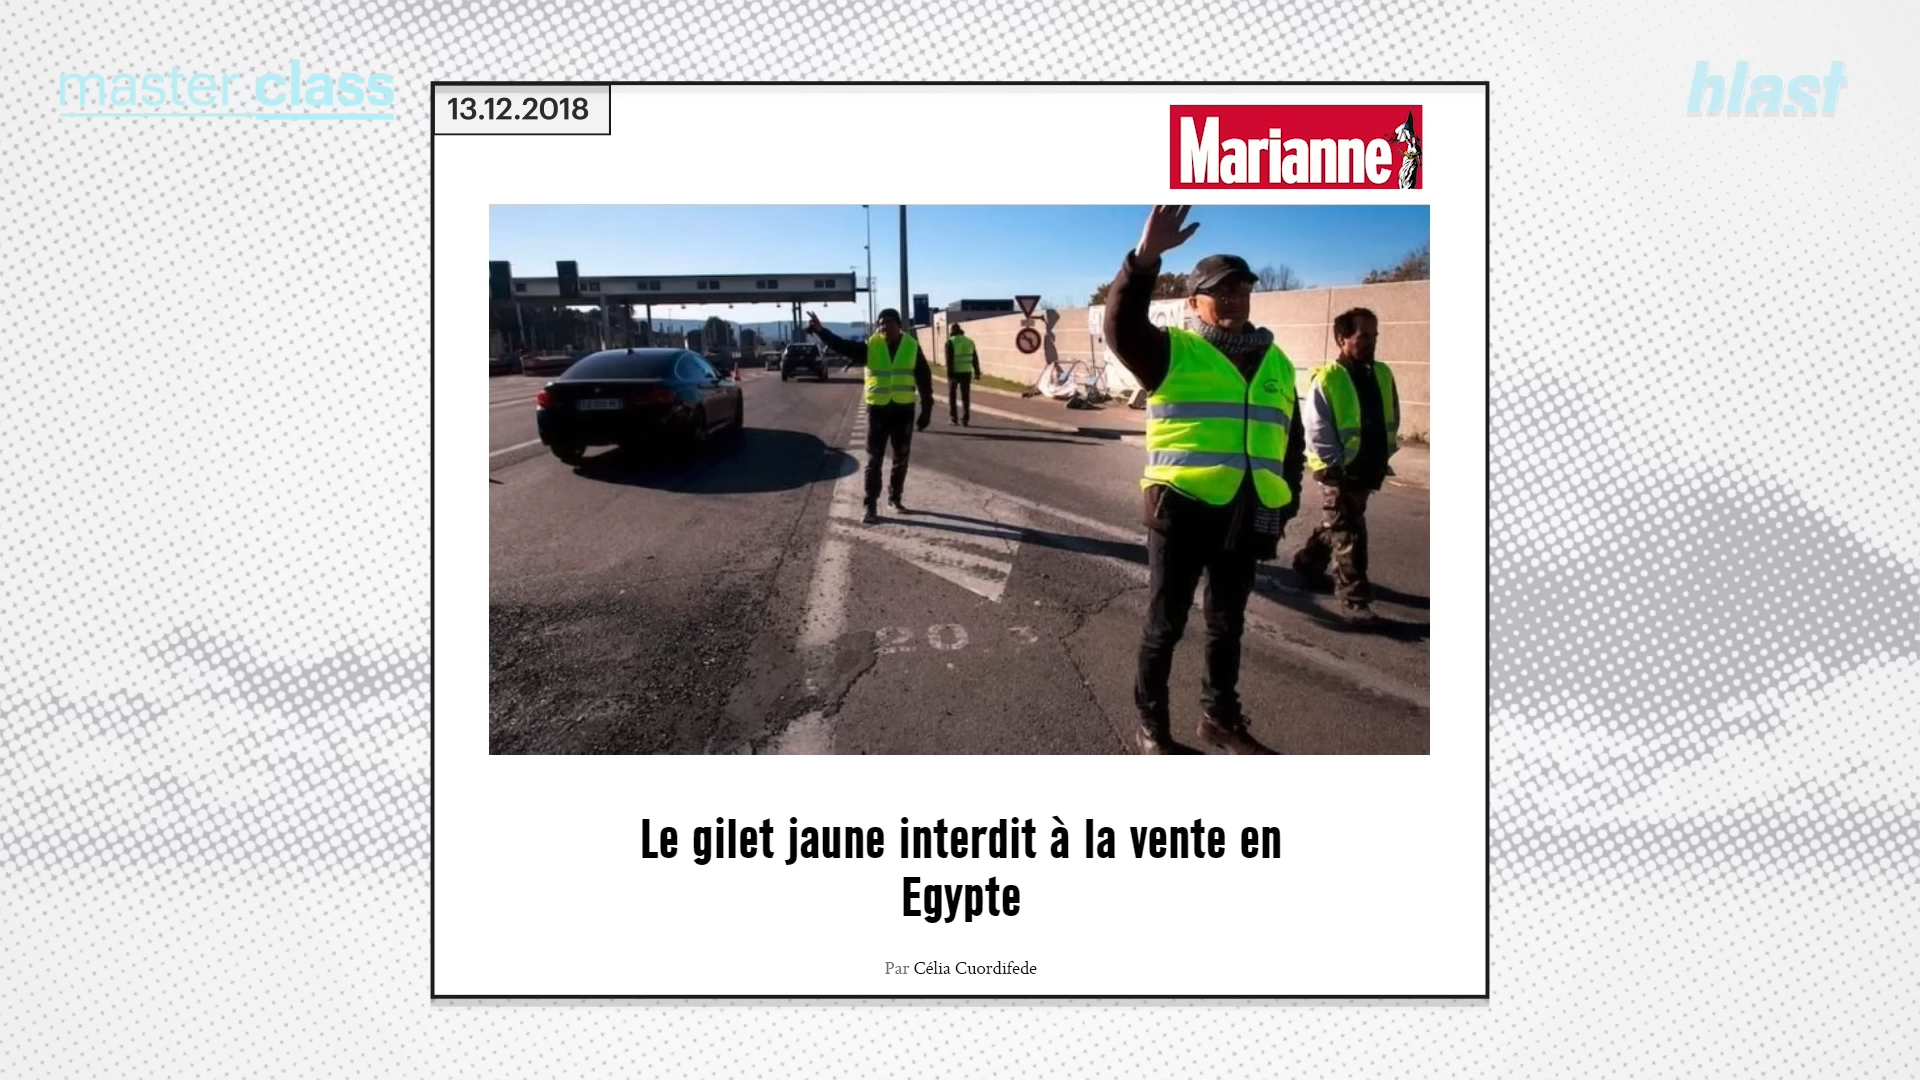 master class
blast
13.12.2018
Marianne
Le gilet jaune interdit à la vente en
Egypte
Par Célia Cuordifede